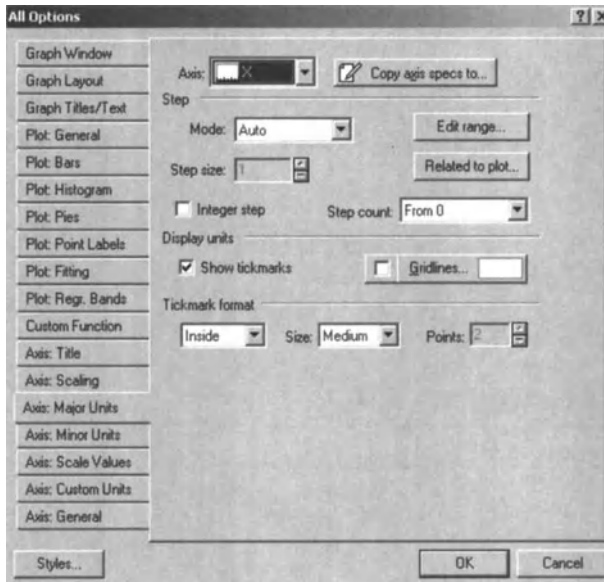 All Options
Graph Window
Graph Layout
Graph Titles/Text
Plot: General
Plot: Bars
Plot: Histogram
Plot: Pies
Plot: Point Labels
Plot: Fitting
Plot: Regr. Bands
Custom Function
Axis: Title
Axis: Scaling
Axis: Major Units
Axis: Minor Units
Axis: Scale Values
Axis: Custom Units
Axis: General
Styles...
Axis: X
Copy axis specs to...
Step
Mode: Auto
Edit range...
Step size: 1
Related to plot...
Integer step
Step count: From 0
Display units
Show tickmarks
Gridlines...
Tickmark format
Inside
Size: Medium
Points: 2
OK
Cancel